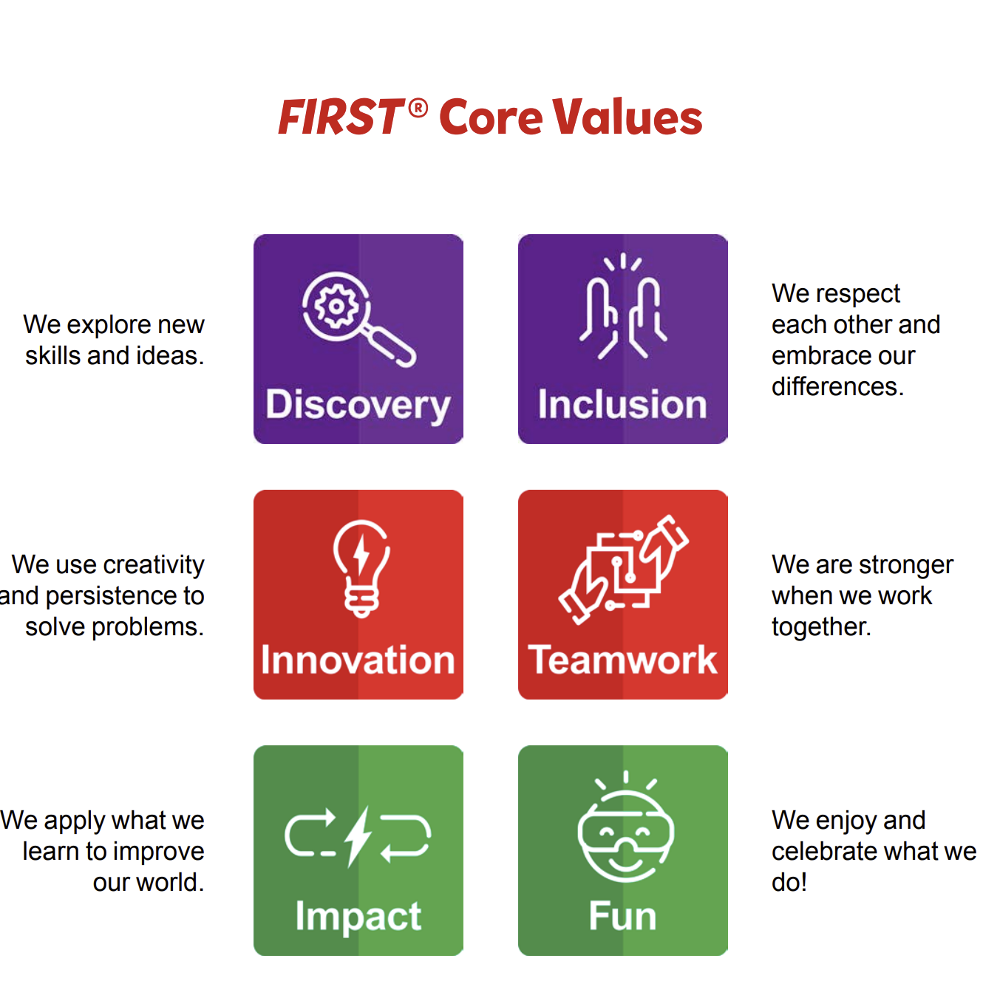 FIRST® Core Values
We explore new
skills and ideas.
Discovery
Inclusion
We respect
each other and
embrace our
differences.
We use creativity
and persistence to
solve problems.
Innovation
Teamwork
We are stronger
when we work
together.
We apply what we
learn to improve
our world.
Impact
Fun
We enjoy and
celebrate what we
do!